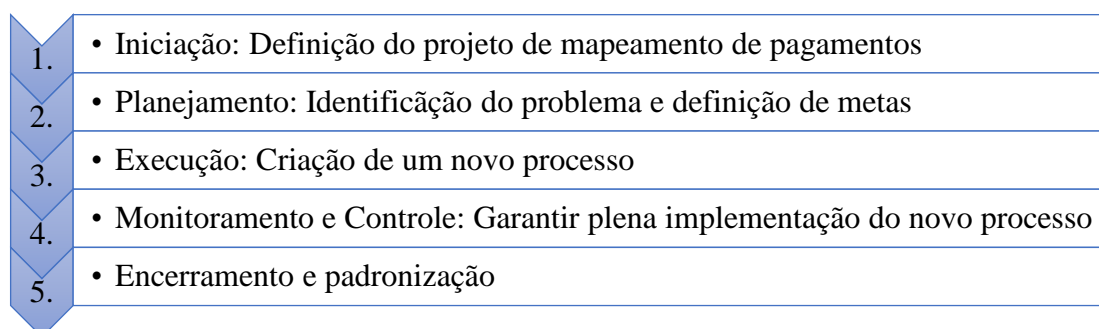 1. • Iniciação: Definição do projeto de mapeamento de pagamentos
2. • Planejamento: Identificãção do problema e definição de metas
3. • Execução: Criação de um novo processo
4. • Monitoramento e Controle: Garantir plena implementação do novo processo
5. • Encerramento e padronização